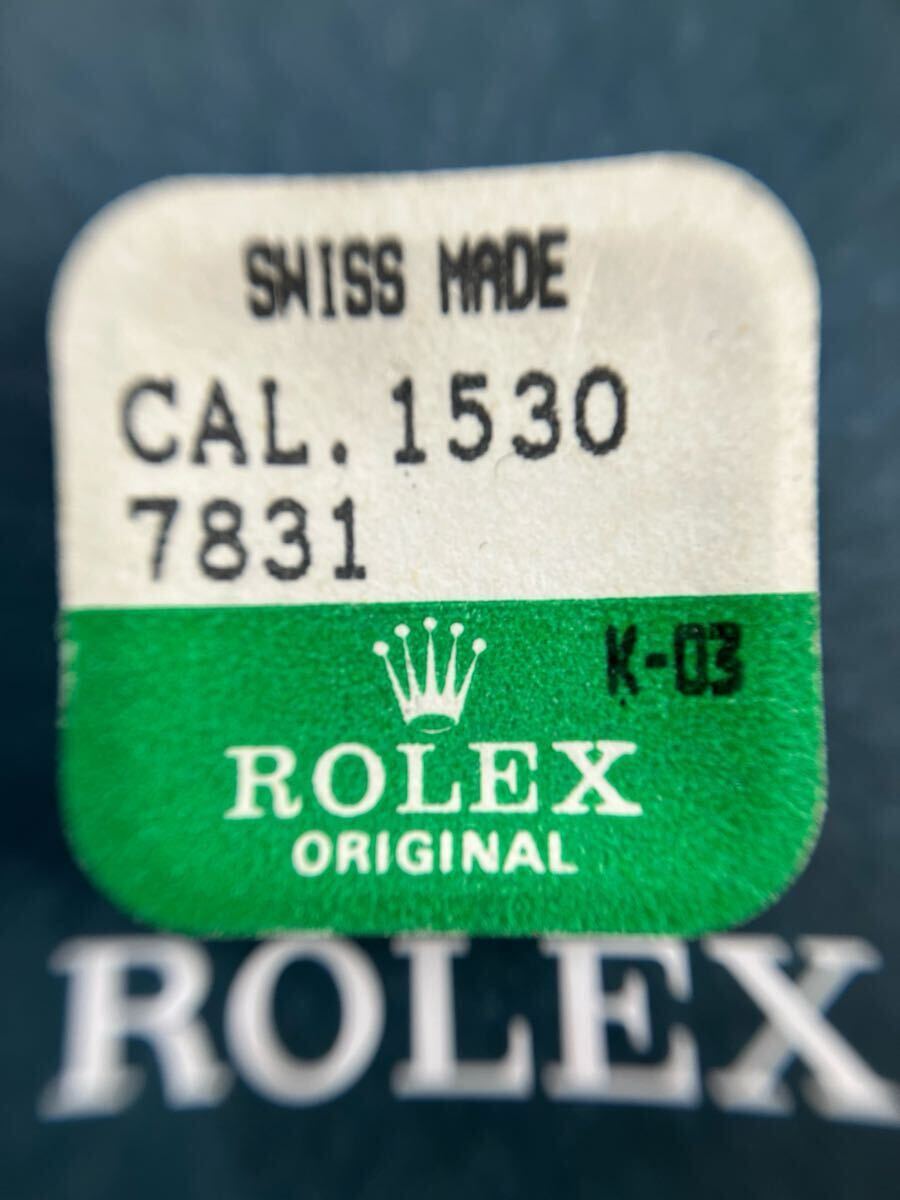 SWISS MADE
CAL. 1530
7831
K-03
ROLEX
ORIGINAL
ROLEX